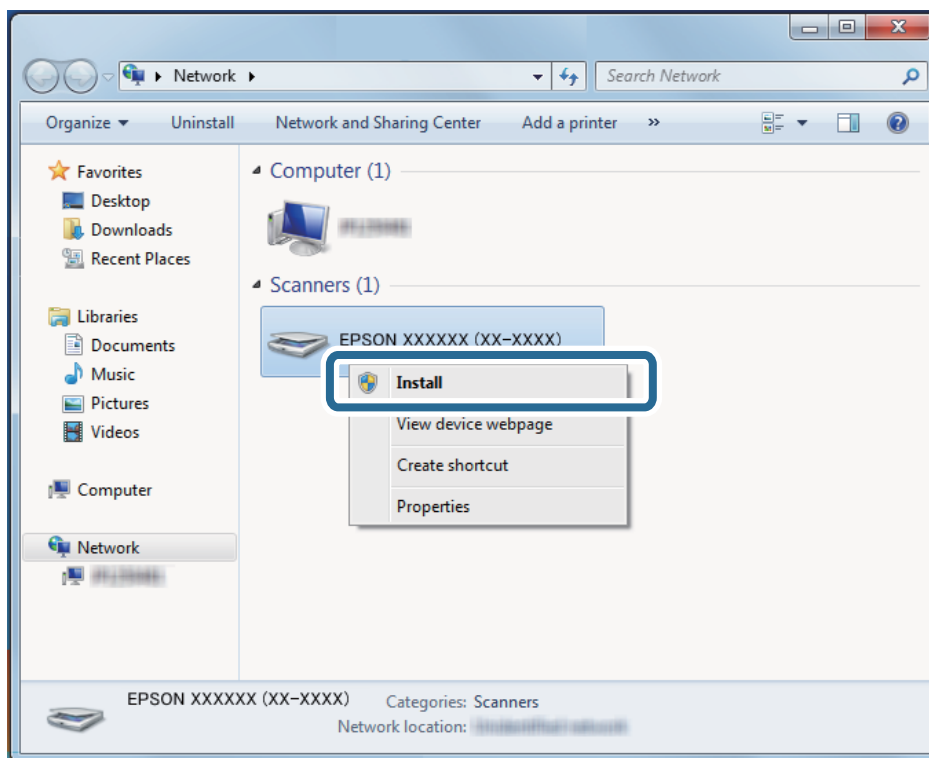 Network
Search Network
Organize
Uninstall
Network and Sharing Center
Add a printer
»
Favorites
Desktop
Downloads
Recent Places
Libraries
Documents
Music
Pictures
Videos
Computer
Network
Computer (1)
Scanners (1)
EPSON XXXXXX (XX-XXXX)
Install
View device webpage
Create shortcut
Properties
EPSON XXXXXX (XX-XXXX) Categories: Scanners
Network location: